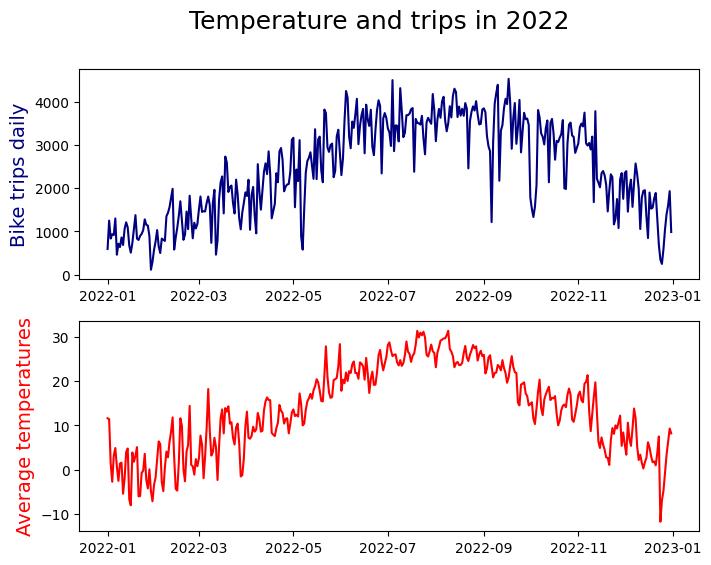 Temperature and trips in 2022
Bike trips daily
4000
3000
2000
1000
0
2022-01 2022-03 2022-05 2022-07 2022-09 2022-11 2023-01
Average temperatures
30
20
10
0
−10
2022-01 2022-03 2022-05 2022-07 2022-09 2022-11 2023-01